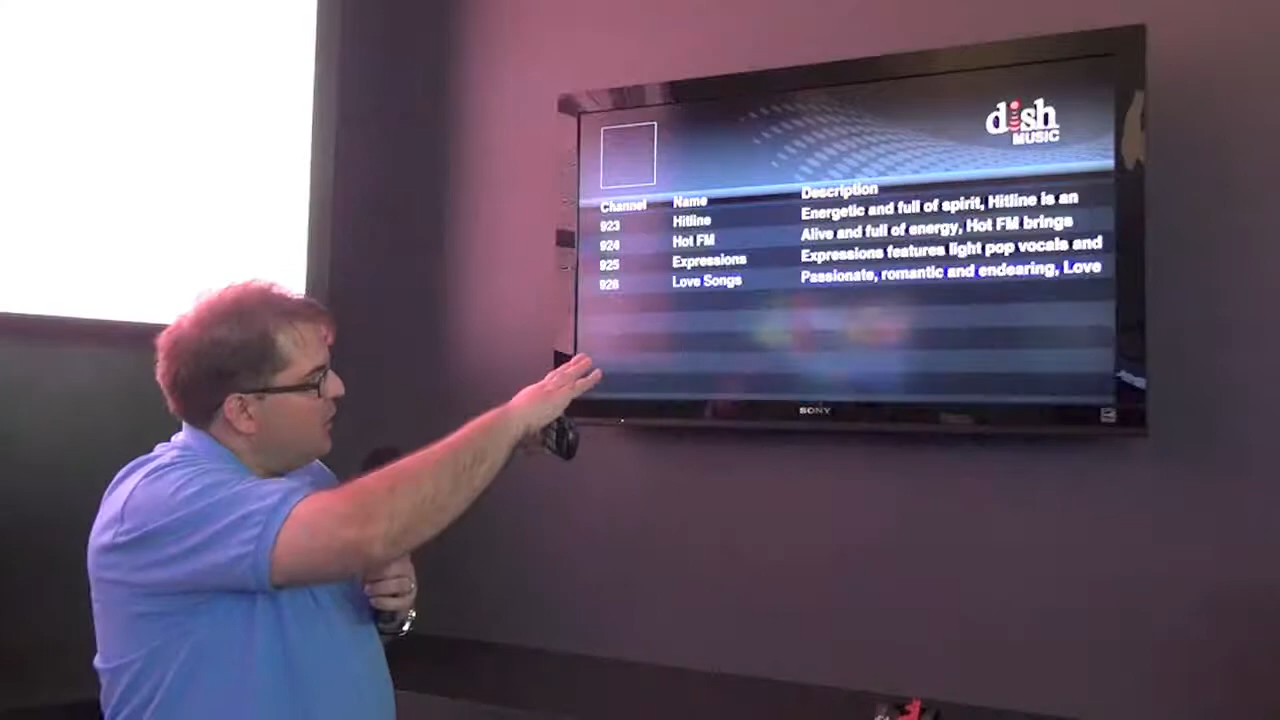 dish
MUSIC
Channel Name Description
923 Hitline Energetic and full of spirit, Hitline is an
924 Hot FM Alive and full of energy, Hot FM brings
925 Expressions Expressions features light pop vocals and
926 Love Songs Passionate, romantic and endearing, Love
SONY